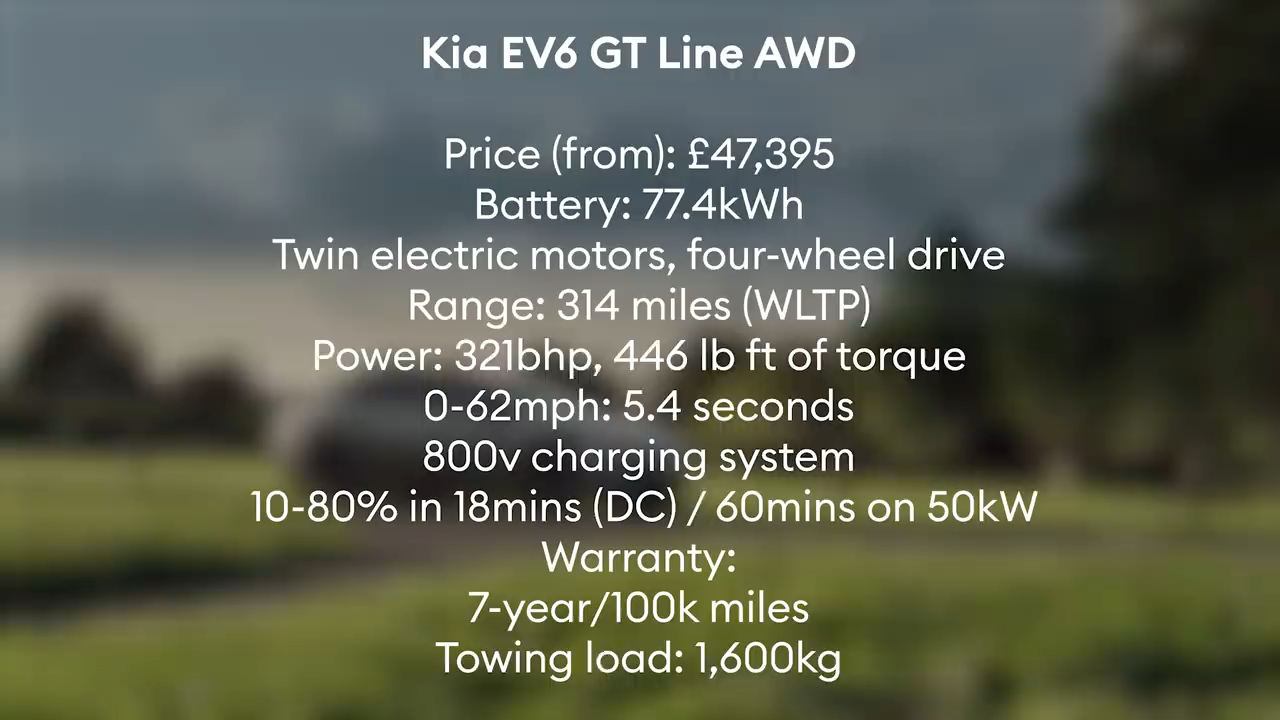 Kia EV6 GT Line AWD
Price (from): £47,395
Battery: 77.4kWh
Twin electric motors, four-wheel drive
Range: 314 miles (WLTP)
Power: 321bhp, 446 lb ft of torque
0-62mph: 5.4 seconds
800v charging system
10-80% in 18mins (DC) / 60mins on 50kW
Warranty:
7-year/100k miles
Towing load: 1,600kg